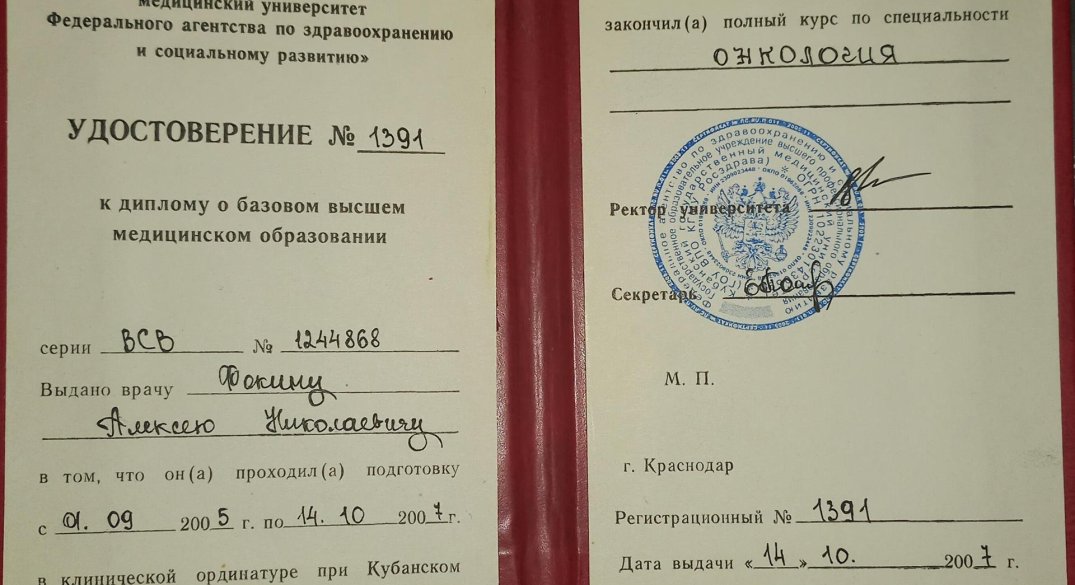 медицинский университет
Федерального агентства по здравоохранению
и социальному развитию»
УДОСТОВЕРЕНИЕ № 1391
к диплому о базовом высшем
медицинском образовании
серии ВСВ № 1244868
Выдано врачу Фокину
Алексею Николаевичу
в том, что он(а) проходил(а) подготовку
с 01. 09 2005 г. по 14. 10 2007г.
в клинической ординатуре при Кубанском
закончил(а) полный курс по специальности
ОНКОЛОГИЯ
Ректор университета
Секретарь
М. П.
г. Краснодар
Регистрационный № 1391
Дата выдачи «14» 10. 2007 г.